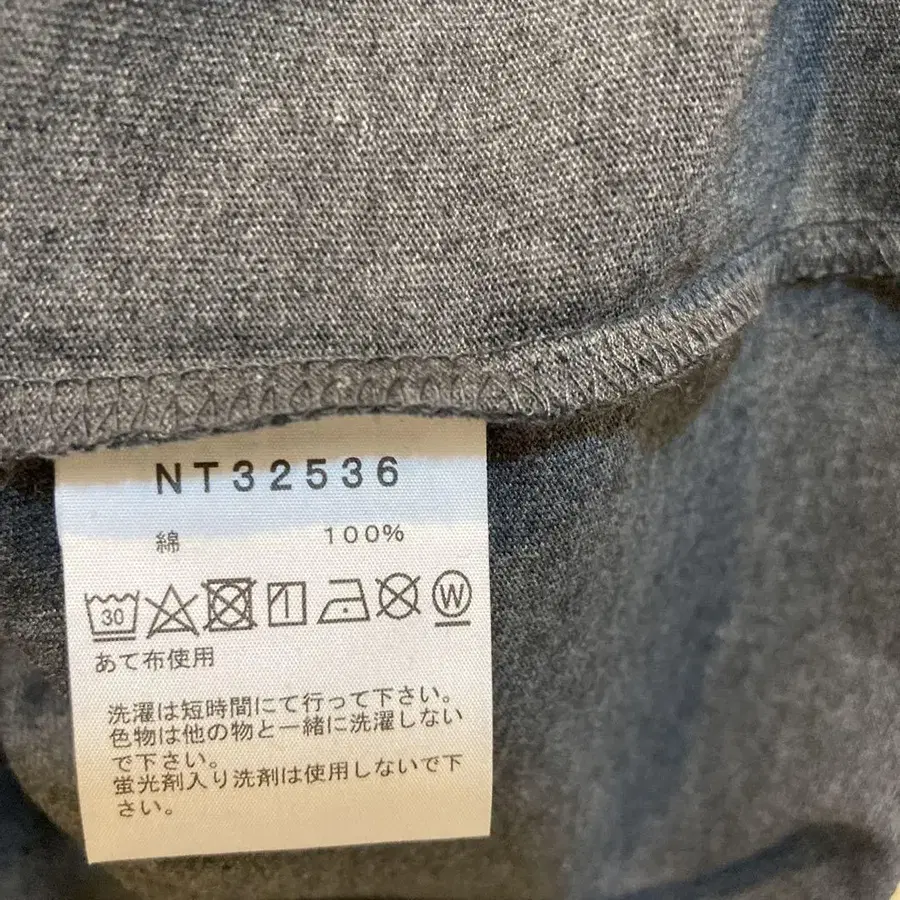 NT32536
綿 100%
30 W
あて布使用
洗濯は短時間にて行って下さい。
色物は他の物と一緒に洗濯しない
で下さい。
蛍光剤入り洗剤は使用しないで下
さい。